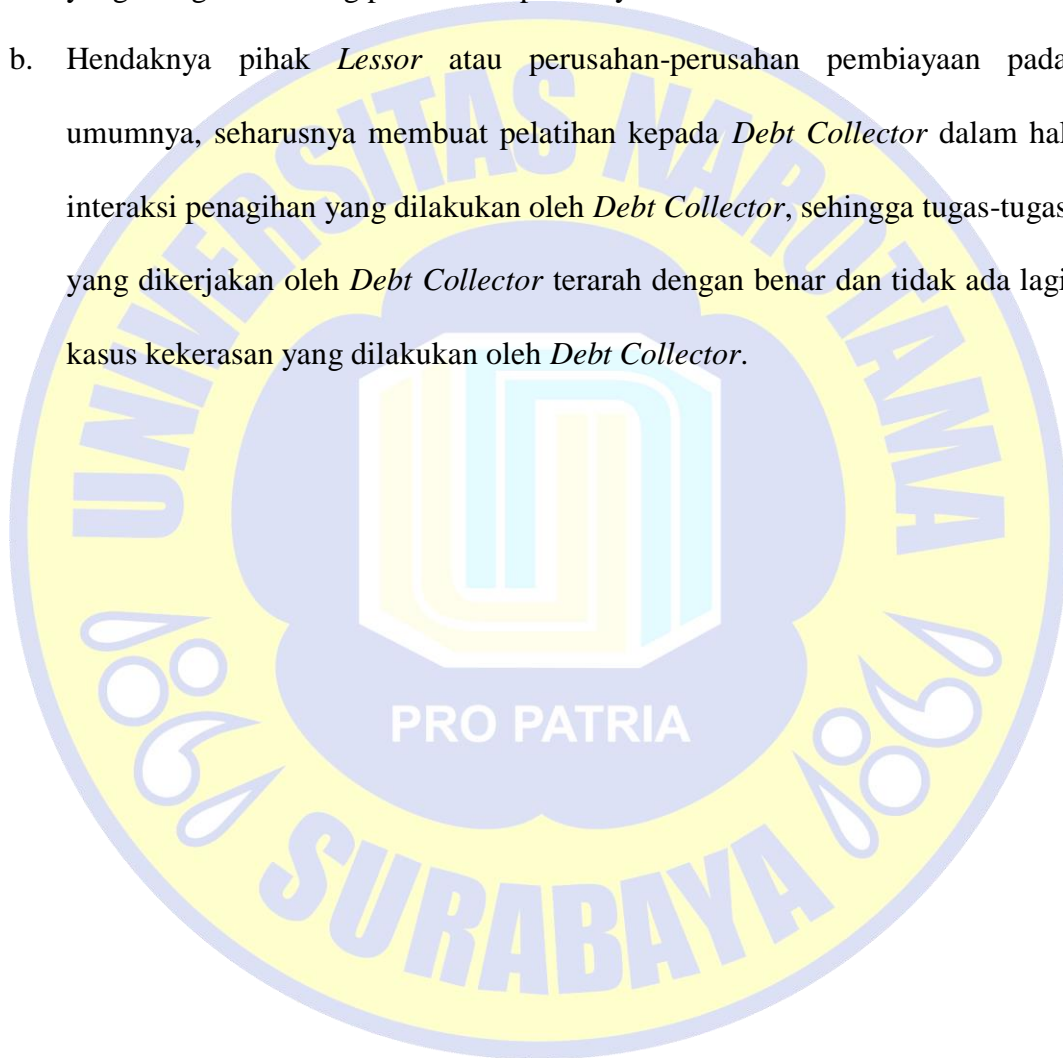 b. Hendaknya pihak Lessor atau perusahan-perusahan pembiayaan pada
umumnya, seharusnya membuat pelatihan kepada Debt Collector dalam hal
interaksi penagihan yang dilakukan oleh Debt Collector, sehingga tugas-tugas
yang dikerjakan oleh Debt Collector terarah dengan benar dan tidak ada lagi
kasus kekerasan yang dilakukan oleh Debt Collector.
UNIVERSITAS NAROTAMA
PRO PATRIA
SURABAYA